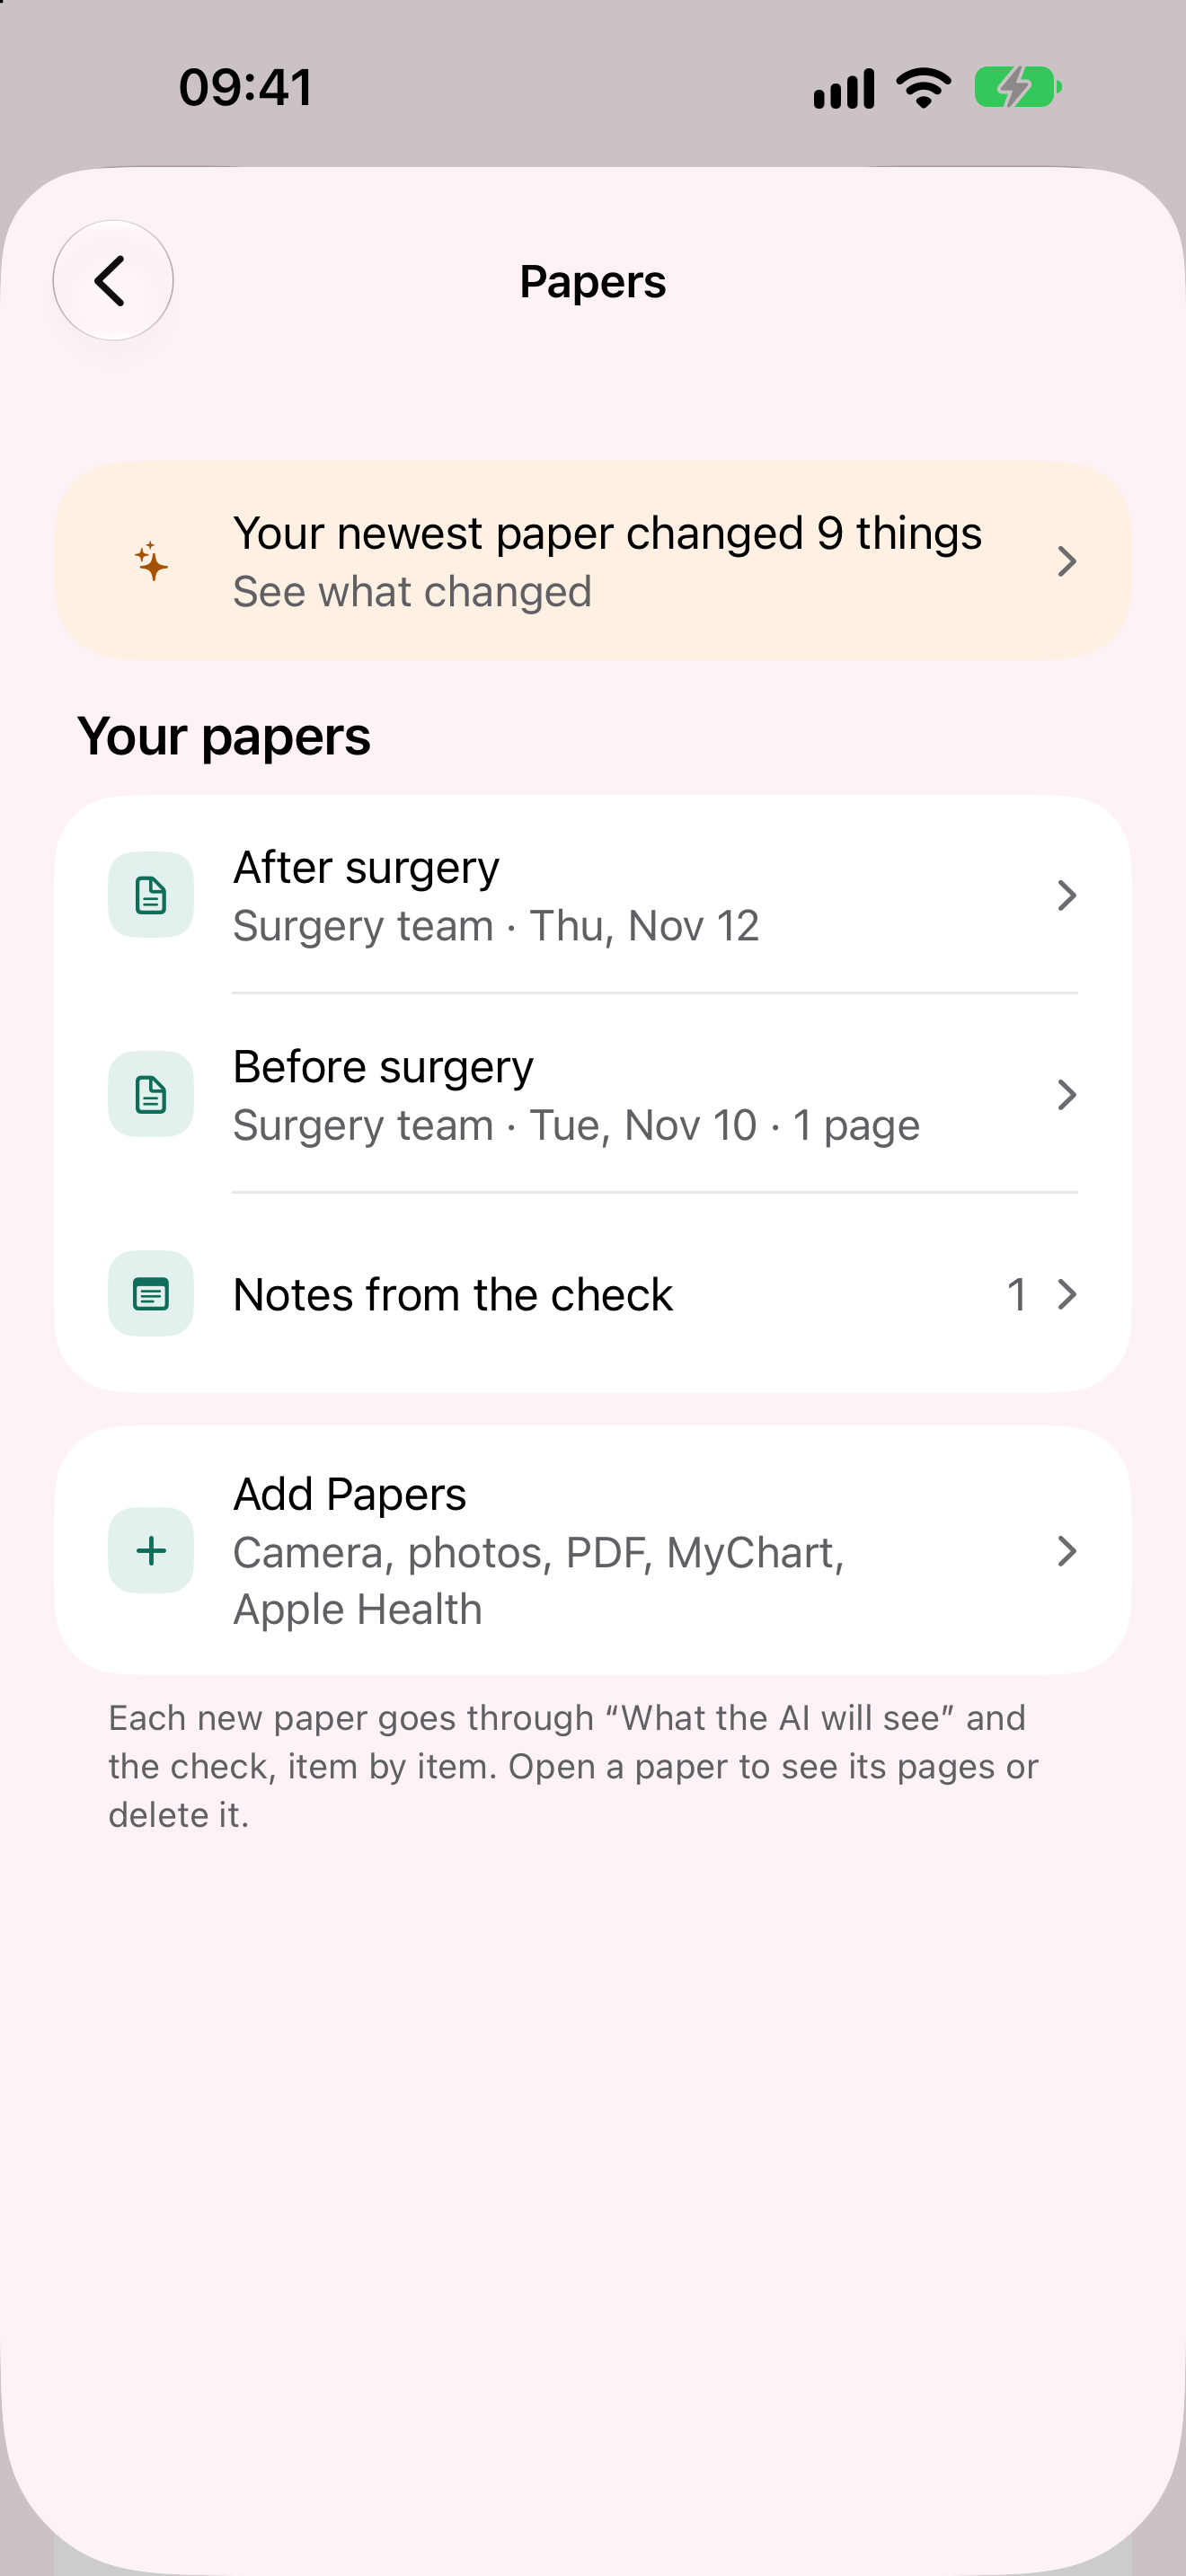 09:41
Papers
Your newest paper changed 9 things
See what changed
Your papers
After surgery
Surgery team · Thu, Nov 12
Before surgery
Surgery team · Tue, Nov 10 · 1 page
Notes from the check 1
Add Papers
Camera, photos, PDF, MyChart,
Apple Health
Each new paper goes through “What the AI will see” and
the check, item by item. Open a paper to see its pages or
delete it.